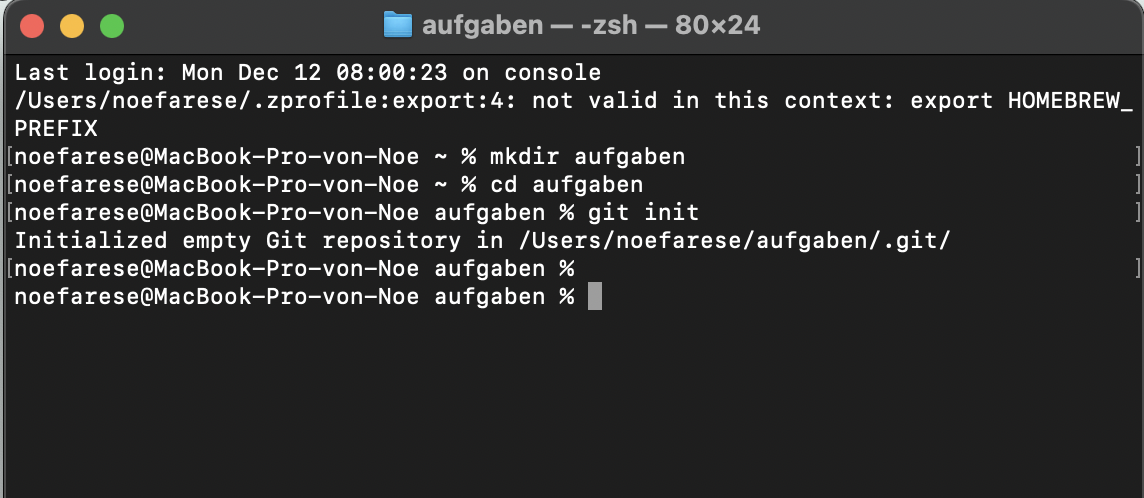 aufgaben — -zsh — 80×24
Last login: Mon Dec 12 08:00:23 on console
/Users/noefarese/.zprofile:export:4: not valid in this context: export HOMEBREW_
PREFIX
[noefarese@MacBook-Pro-von-Noe ~ % mkdir aufgaben ]
[noefarese@MacBook-Pro-von-Noe ~ % cd aufgaben ]
[noefarese@MacBook-Pro-von-Noe aufgaben % git init ]
Initialized empty Git repository in /Users/noefarese/aufgaben/.git/
[noefarese@MacBook-Pro-von-Noe aufgaben % ]
noefarese@MacBook-Pro-von-Noe aufgaben %